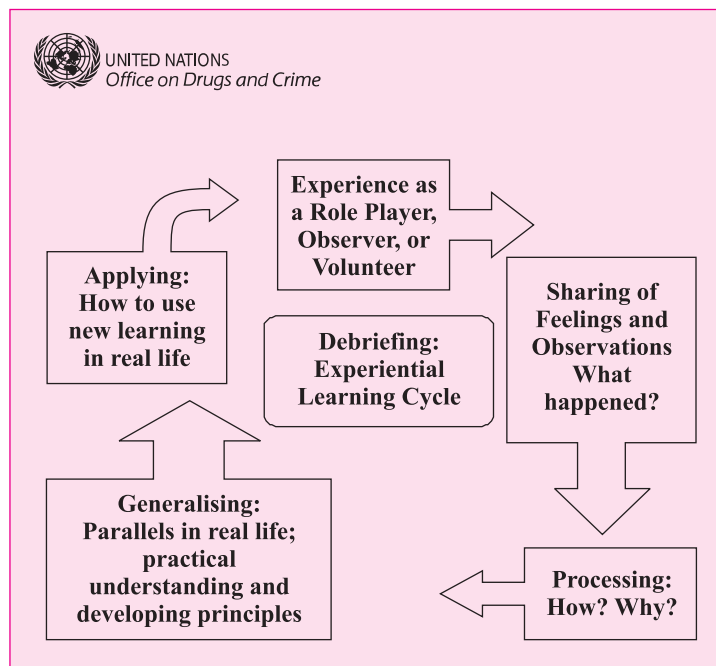 UNITED NATIONS
Office on Drugs and Crime
Experience as
a Role Player,
Observer, or
Volunteer
Sharing of
Feelings and
Observations
What
happened?
Processing:
How? Why?
Generalising:
Parallels in real life;
practical
understanding and
developing principles
Applying:
How to use
new learning
in real life
Debriefing:
Experiential
Learning Cycle